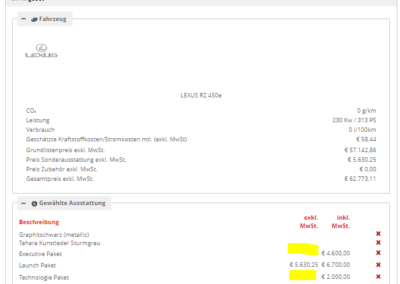 Fahrzeug
LEXUS
LEXUS RZ 450e
CO₂ 0 g/km
Leistung 230 Kw / 313 PS
Verbrauch 0 l/100km
Geschätzte Kraftstoffkosten/Stromkosten mtl. (exkl. MwSt) € 58,44
Grundlistenpreis exkl. MwSt. € 57.142,86
Preis Sonderausstattung exkl. MwSt. € 5.630,25
Preis Zubehör exkl. MwSt. € 0,00
Gesamtpreis exkl. MwSt. € 62.773,11
Gewählte Ausstattung
Beschreibung exkl. MwSt. inkl. MwSt.
Graphitschwarz (metallic)
Tahara Kunstleder Sturmgrau
Executive Paket € 4.600,00
Launch Paket € 5.630,25 € 6.700,00
Technologie Paket € 2.000,00